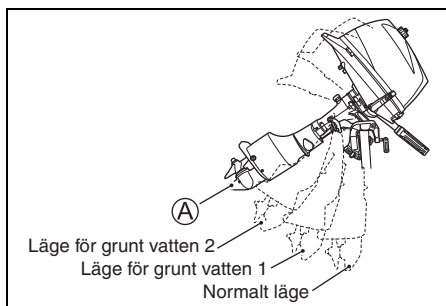 Ⓐ
Läge för grunt vatten 2
Läge för grunt vatten 1
Normalt läge